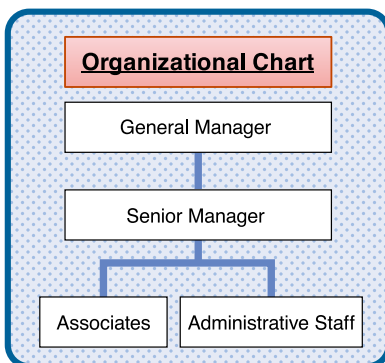 Organizational Chart
General Manager
Senior Manager
Associates
Administrative Staff